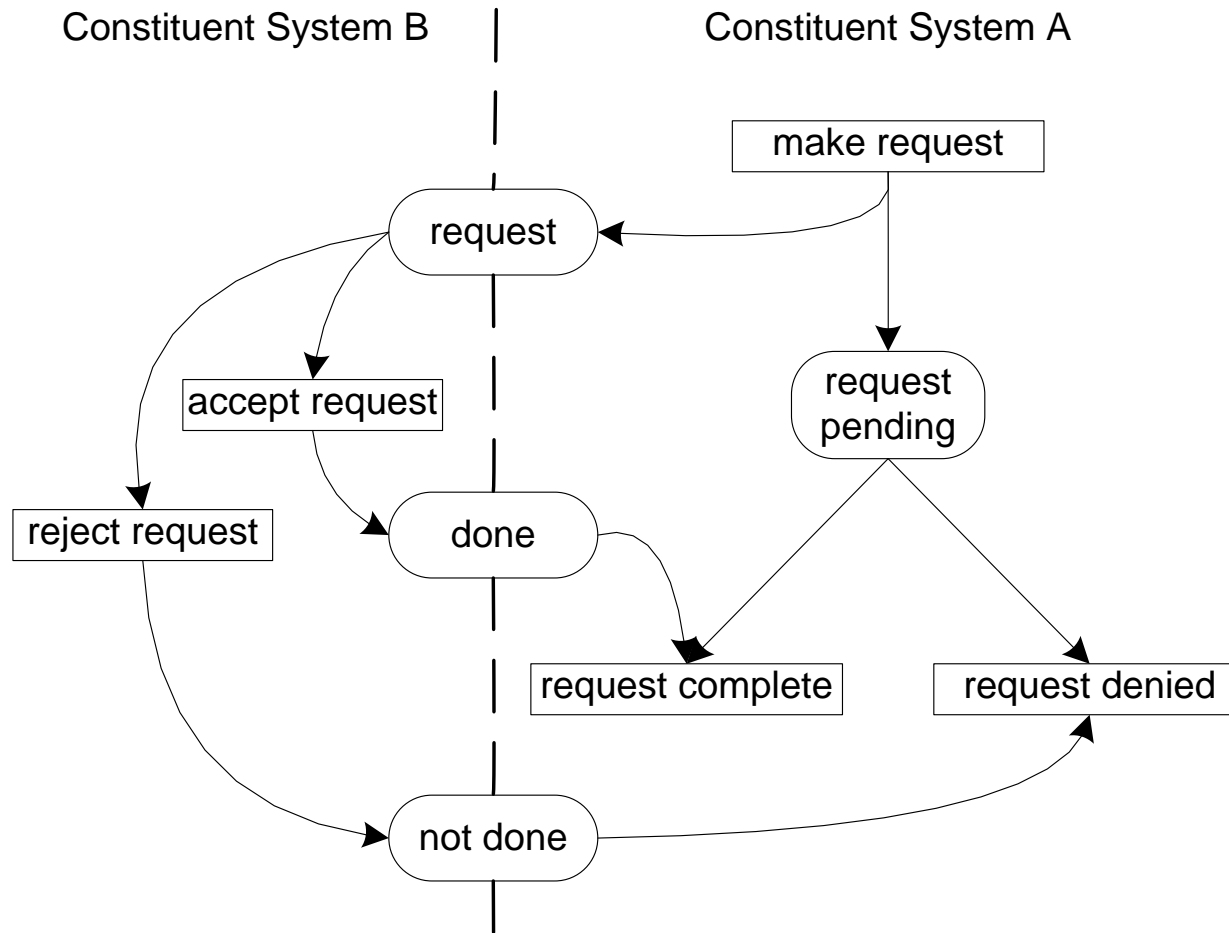 Constituent System B
Constituent System A
make request
request
request
pending
accept request
reject request
done
request complete
request denied
not done